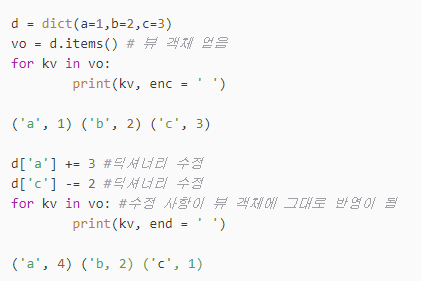 d = dict(a=1,b=2,c=3)
vo = d.items() # 뷰 객체 얻음
for kv in vo:
        print(kv, enc = ' ')
('a', 1) ('b', 2) ('c', 3)
d['a'] += 3 #딕셔너리 수정
d['c'] -= 2 #딕셔너리 수정
for kv in vo: #수정 사항이 뷰 객체에 그대로 반영이 됨
        print(kv, end = ' ')
('a', 4) ('b, 2) ('c', 1)